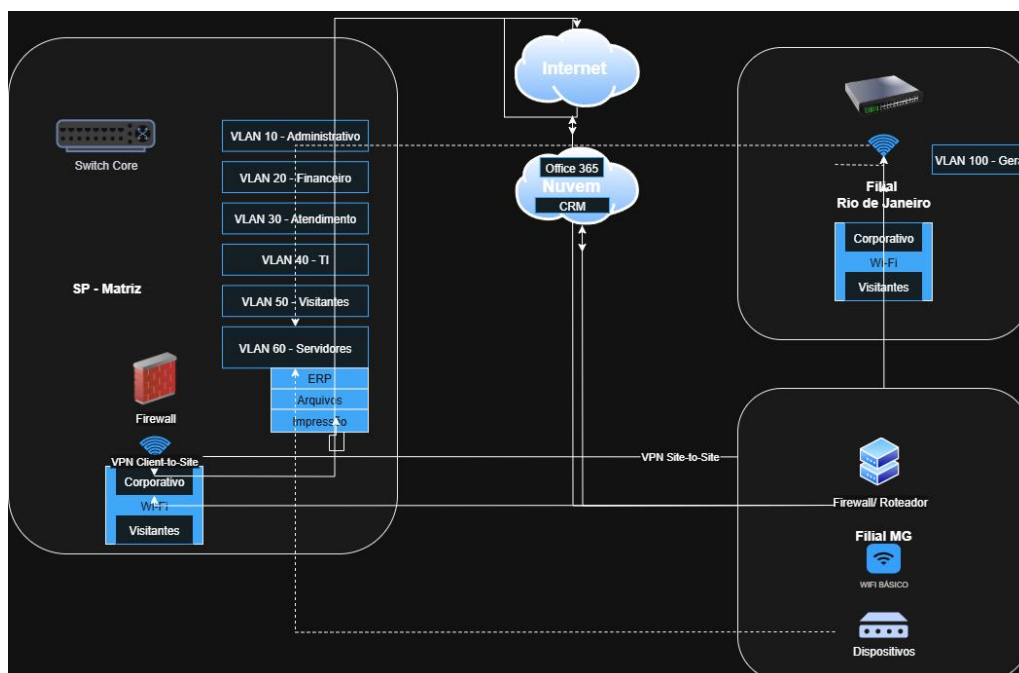 Internet
Switch Core
VLAN 10 - Administrativo
VLAN 20 - Financeiro
VLAN 30 - Atendimento
VLAN 40 - TI
VLAN 50 - Visitantes
VLAN 60 - Servidores
ERP
Arquivos
Impressão
SP - Matriz
Firewall
VPN Client-to-Site
Corporativo
Wi-Fi
Visitantes
Office 365
Nuvem
CRM
VPN Site-to-Site
VLAN 100 - Gera
Filial
Rio de Janeiro
Corporativo
Wi-Fi
Visitantes
Firewall/ Roteador
Filial MG
WIFI BÁSICO
Dispositivos